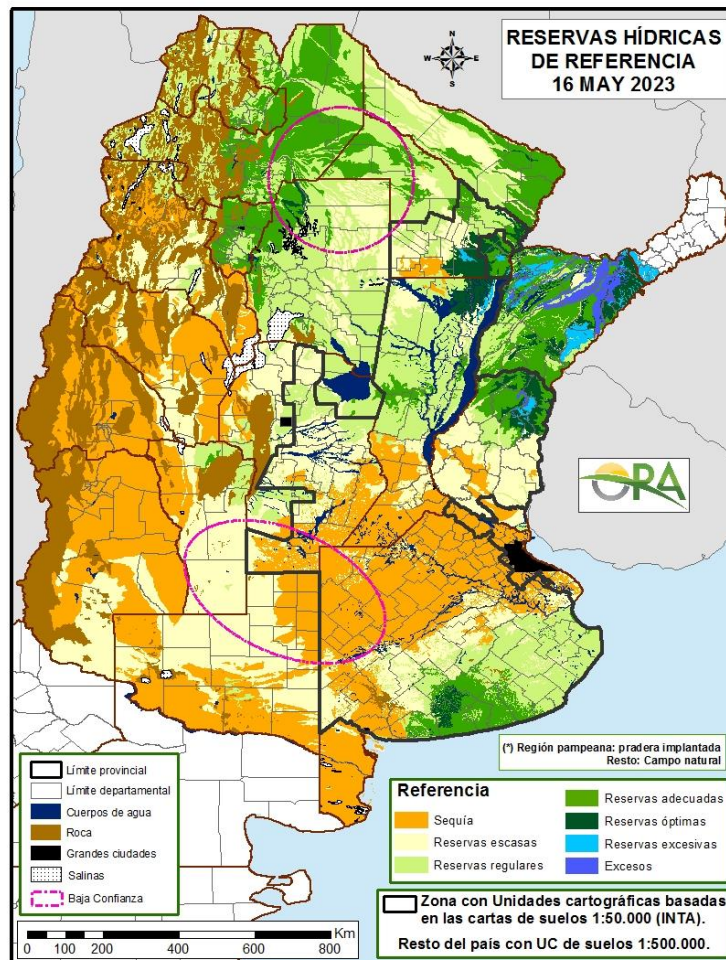 RESERVAS HÍDRICAS
DE REFERENCIA
16 MAY 2023
N
W
E
S
OPA
(*) Región pampeana: pradera implantada
Resto: Campo natural
Límite provincial
Límite departamental
Cuerpos de agua
Roca
Grandes ciudades
Salinas
Baja Confianza
Referencia
Sequía
Reservas escasas
Reservas regulares
Reservas adecuadas
Reservas óptimas
Reservas excesivas
Excesos
Zona con Unidades cartográficas basadas
en las cartas de suelos 1:50.000 (INTA).
Resto del país con UC de suelos 1:500.000.
Km
0 50 100 200 400 600 800